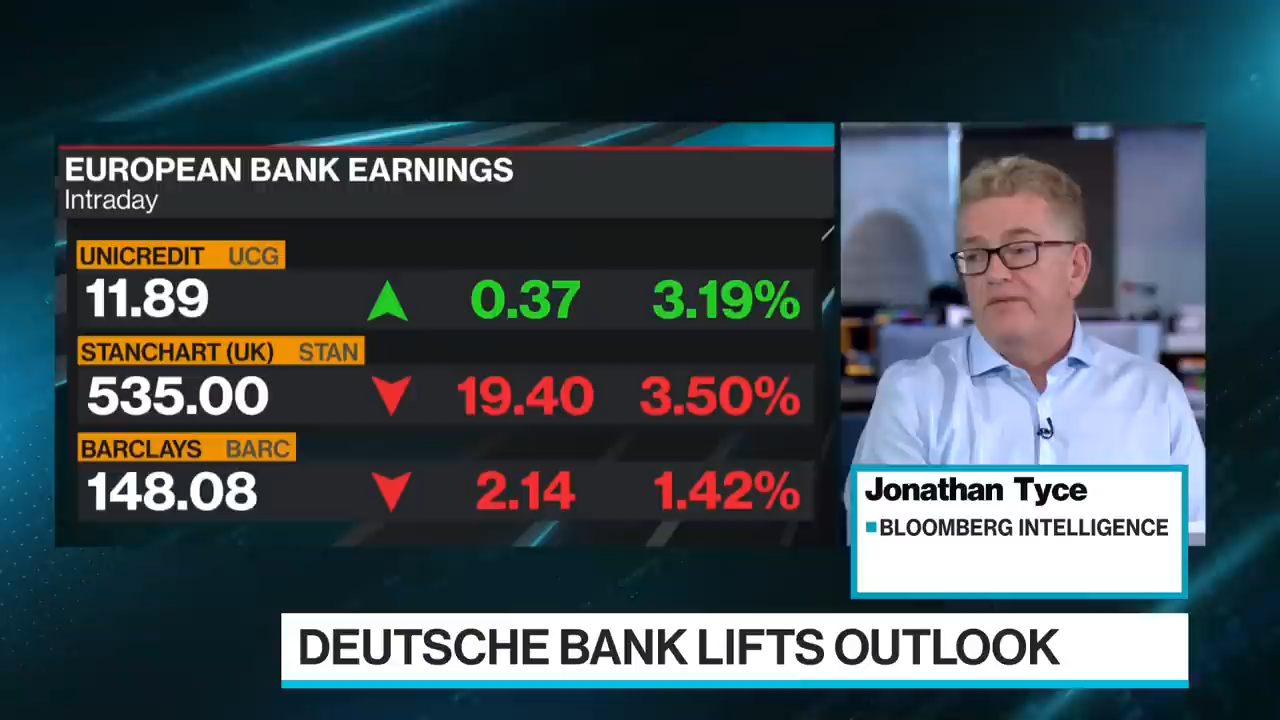 EUROPEAN BANK EARNINGS
Intraday
UNICREDIT UCG
11.89 0.37 3.19%
STANCHART (UK) STAN
535.00 19.40 3.50%
BARCLAYS BARC
148.08 2.14 1.42%
Jonathan Tyce
BLOOMBERG INTELLIGENCE
DEUTSCHE BANK LIFTS OUTLOOK